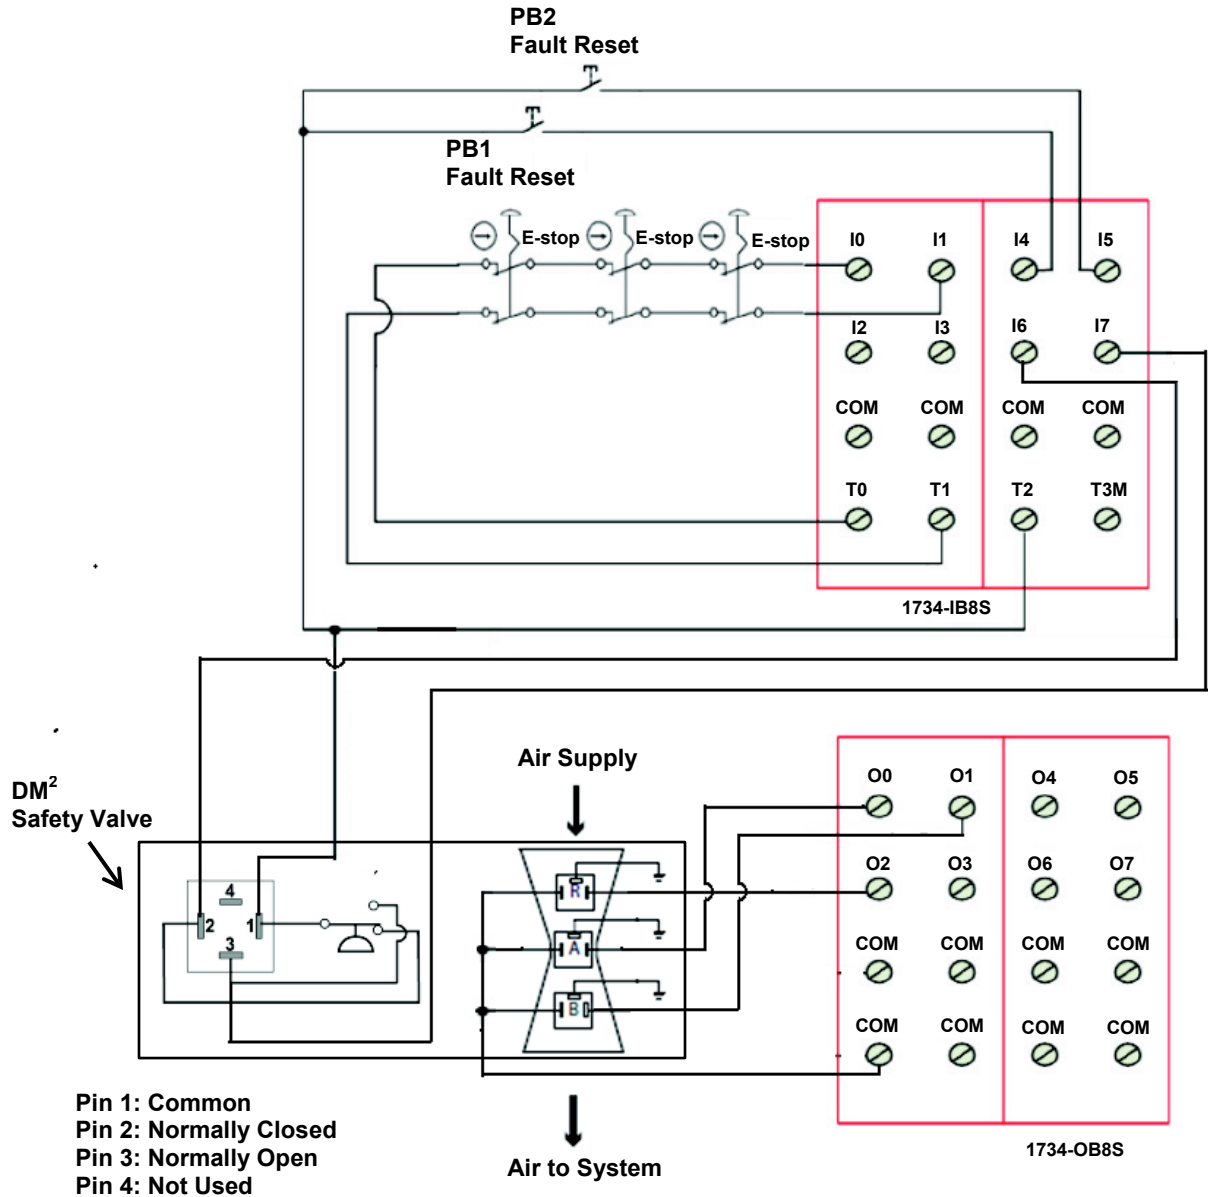 PB2
Fault Reset
PB1
Fault Reset
E-stop E-stop E-stop
I0 I1 I4 I5
I2 I3 I6 I7
COM COM COM COM
T0 T1 T2 T3M
1734-IB8S
DM²
Safety Valve
Air Supply
O0 O1 O4 O5
O2 O3 O6 O7
COM COM COM COM
COM COM COM COM
1734-OB8S
4
2 1
3
R
A
B
Pin 1: Common
Pin 2: Normally Closed
Pin 3: Normally Open
Pin 4: Not Used
Air to System